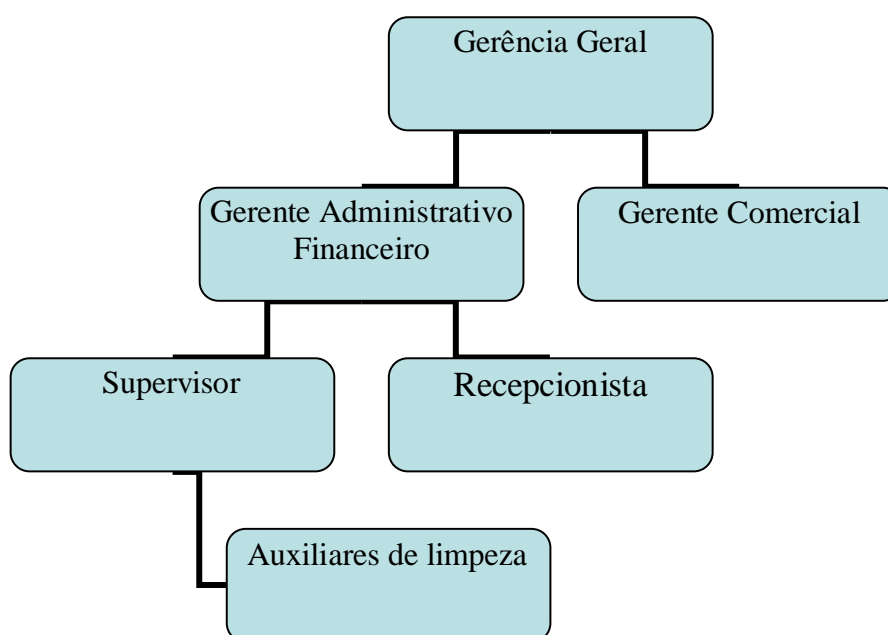 Gerência Geral
Gerente Administrativo
Financeiro
Gerente Comercial
Supervisor
Recepcionista
Auxiliares de limpeza